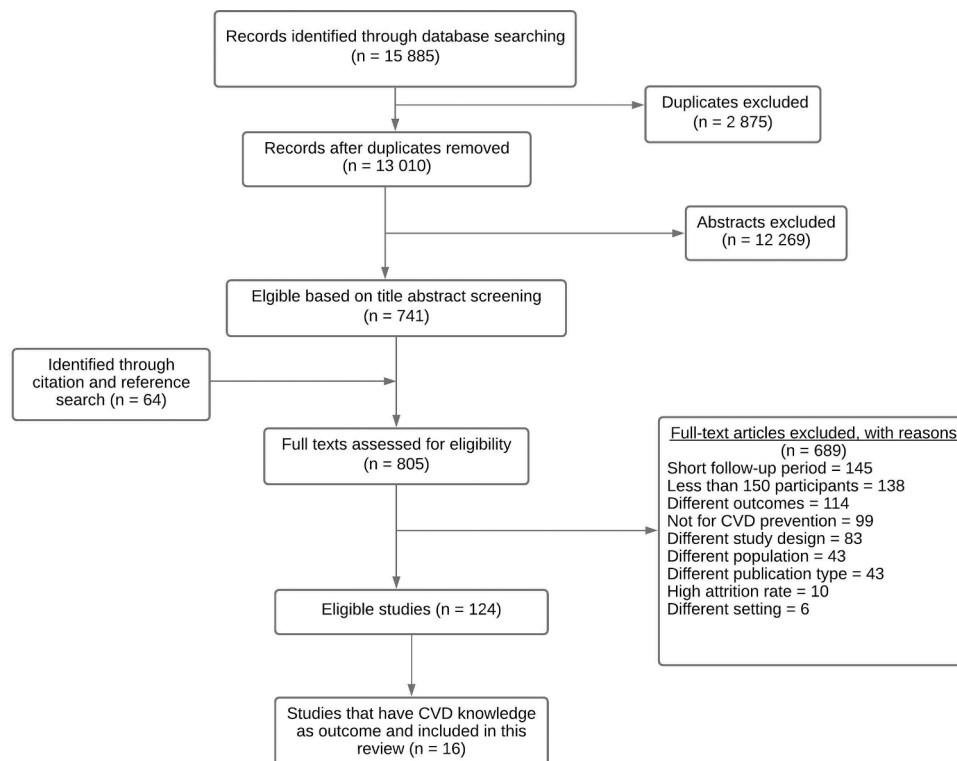 Records identified through database searching
(n = 15 885)
Duplicates excluded
(n = 2 875)
Records after duplicates removed
(n = 13 010)
Abstracts excluded
(n = 12 269)
Elgible based on title abstract screening
(n = 741)
Identified through
citation and reference
search (n = 64)
Full texts assessed for eligibility
(n = 805)
Full-text articles excluded, with reasons
(n = 689)
Short follow-up period = 145
Less than 150 participants = 138
Different outcomes = 114
Not for CVD prevention = 99
Different study design = 83
Different population = 43
Different publication type = 43
High attrition rate = 10
Different setting = 6
Eligible studies (n = 124)
Studies that have CVD knowledge
as outcome and included in this
review (n = 16)